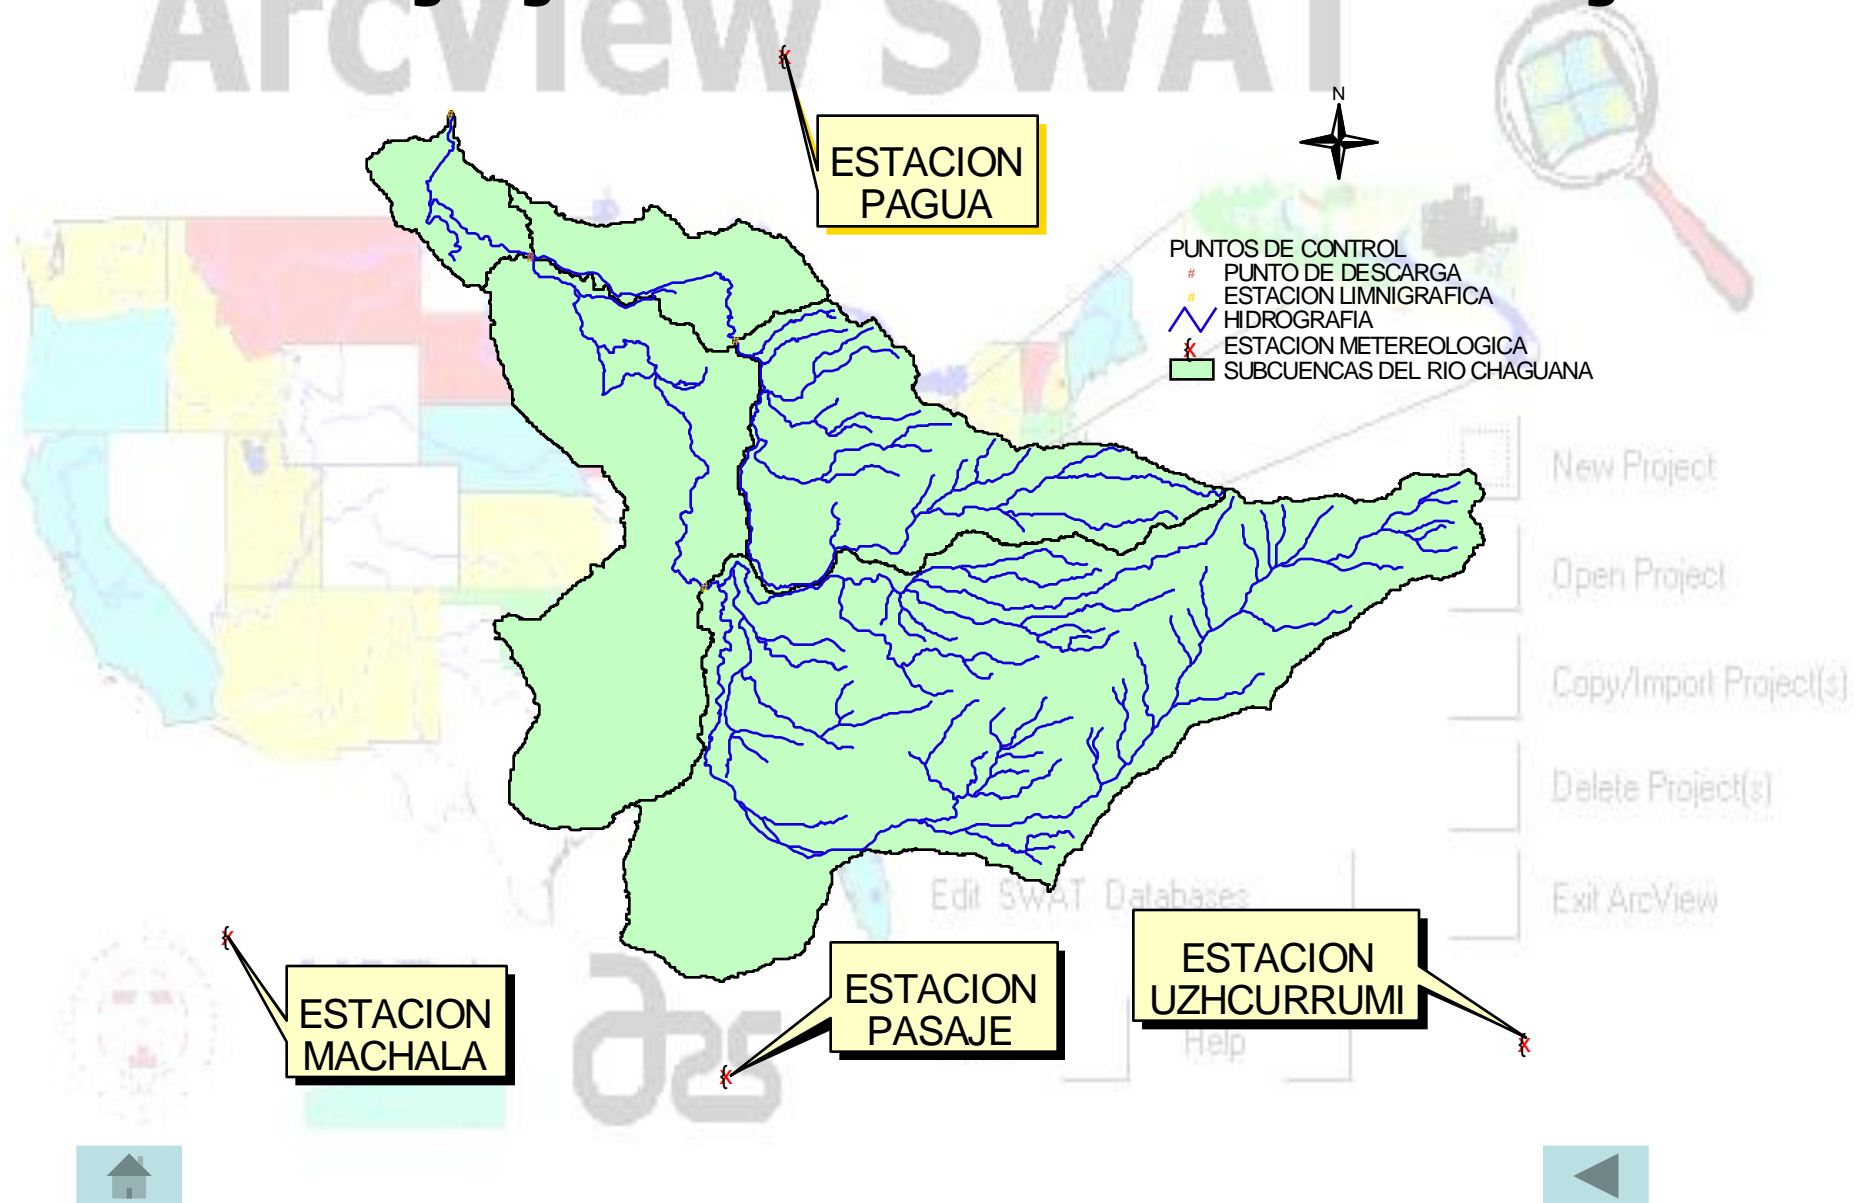 ArcView SWAT
N
ESTACION
PAGUA
PUNTOS DE CONTROL
# PUNTO DE DESCARGA
# ESTACION LIMNIGRAFICA
HIDROGRAFIA
ESTACION METEREOLOGICA
SUBCUENCAS DEL RIO CHAGUANA
New Project
Open Project
Copy/Import Project(s)
Delete Project(s)
Edit SWAT Databases
Exit ArcView
ESTACION
UZHCURRUMI
ESTACION
PASAJE
ESTACION
MACHALA
Help